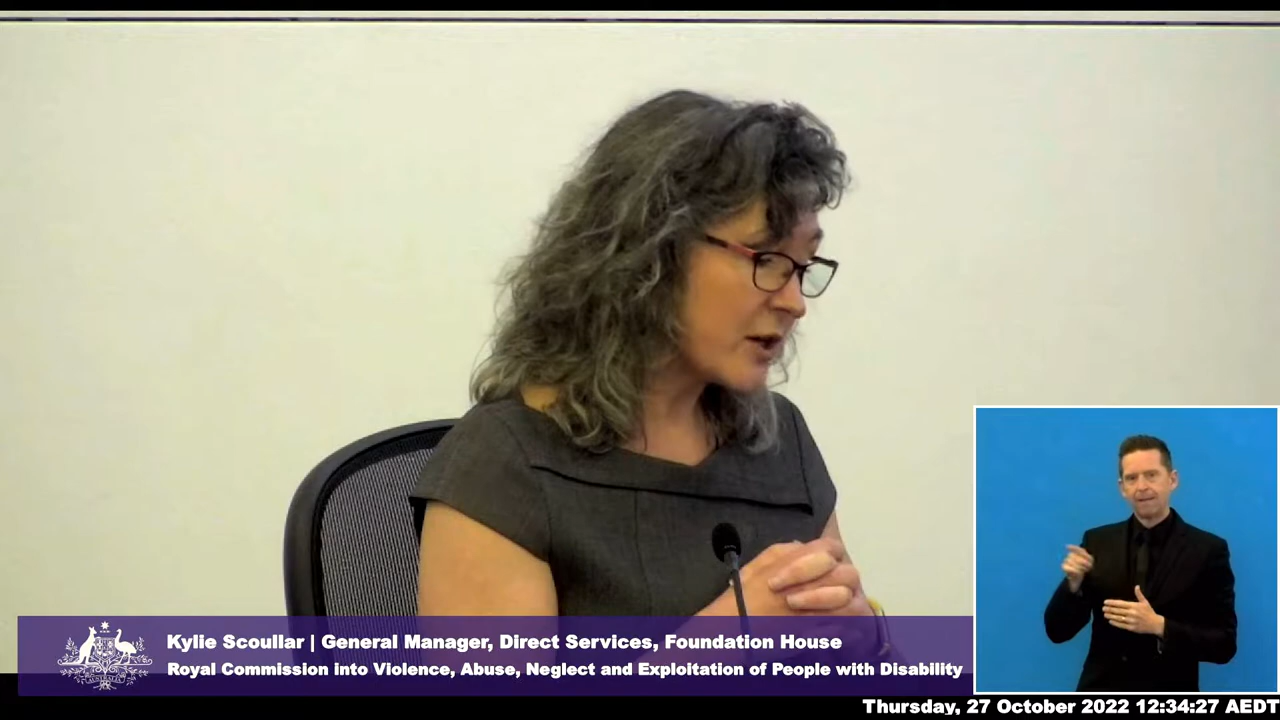 Kylie Scoullar | General Manager, Direct Services, Foundation House
Royal Commission into Violence, Abuse, Neglect and Exploitation of People with Disability
AUSTRALIA
Thursday, 27 October 2022 12:34:27 AEDT